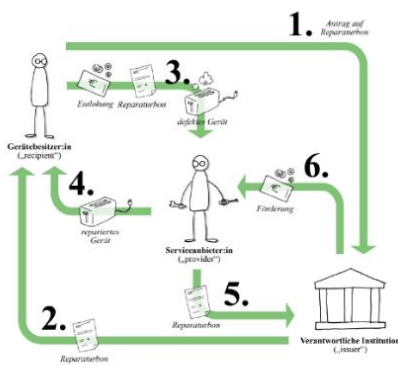 1.
Antrag auf
Reparaturbon
3.
Entlohung
Reparaturbon
defektes Gerät
Gerätebesitzer:in
(„recipient“)
4.
repariertes
Gerät
6.
Förderung
Serviceanbieter:in
(„provider“)
5.
Reparaturbon
2.
Reparaturbon
Verantwortliche Institution
(„issuer“)